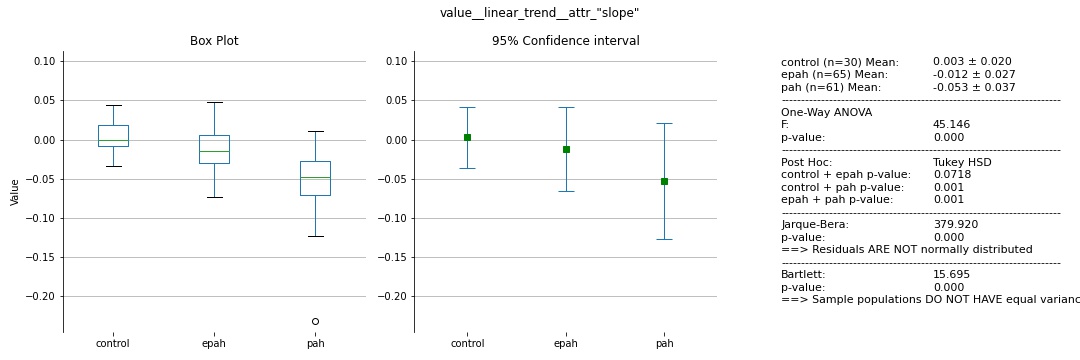 value__linear_trend__attr_"slope"
Box Plot
0.10
0.05
0.00
−0.05
−0.10
−0.15
−0.20
Value
control epah pah
95% Confidence interval
0.10
0.05
0.00
−0.05
−0.10
−0.15
−0.20
control epah pah
control (n=30) Mean: 0.003 ± 0.020
epah (n=65) Mean: -0.012 ± 0.027
pah (n=61) Mean: -0.053 ± 0.037
One-Way ANOVA
F: 45.146
p-value: 0.000
Post Hoc: Tukey HSD
control + epah p-value: 0.0718
control + pah p-value: 0.001
epah + pah p-value: 0.001
Jarque-Bera: 379.920
p-value: 0.000
==> Residuals ARE NOT normally distributed
Bartlett: 15.695
p-value: 0.000
==> Sample populations DO NOT HAVE equal varianc